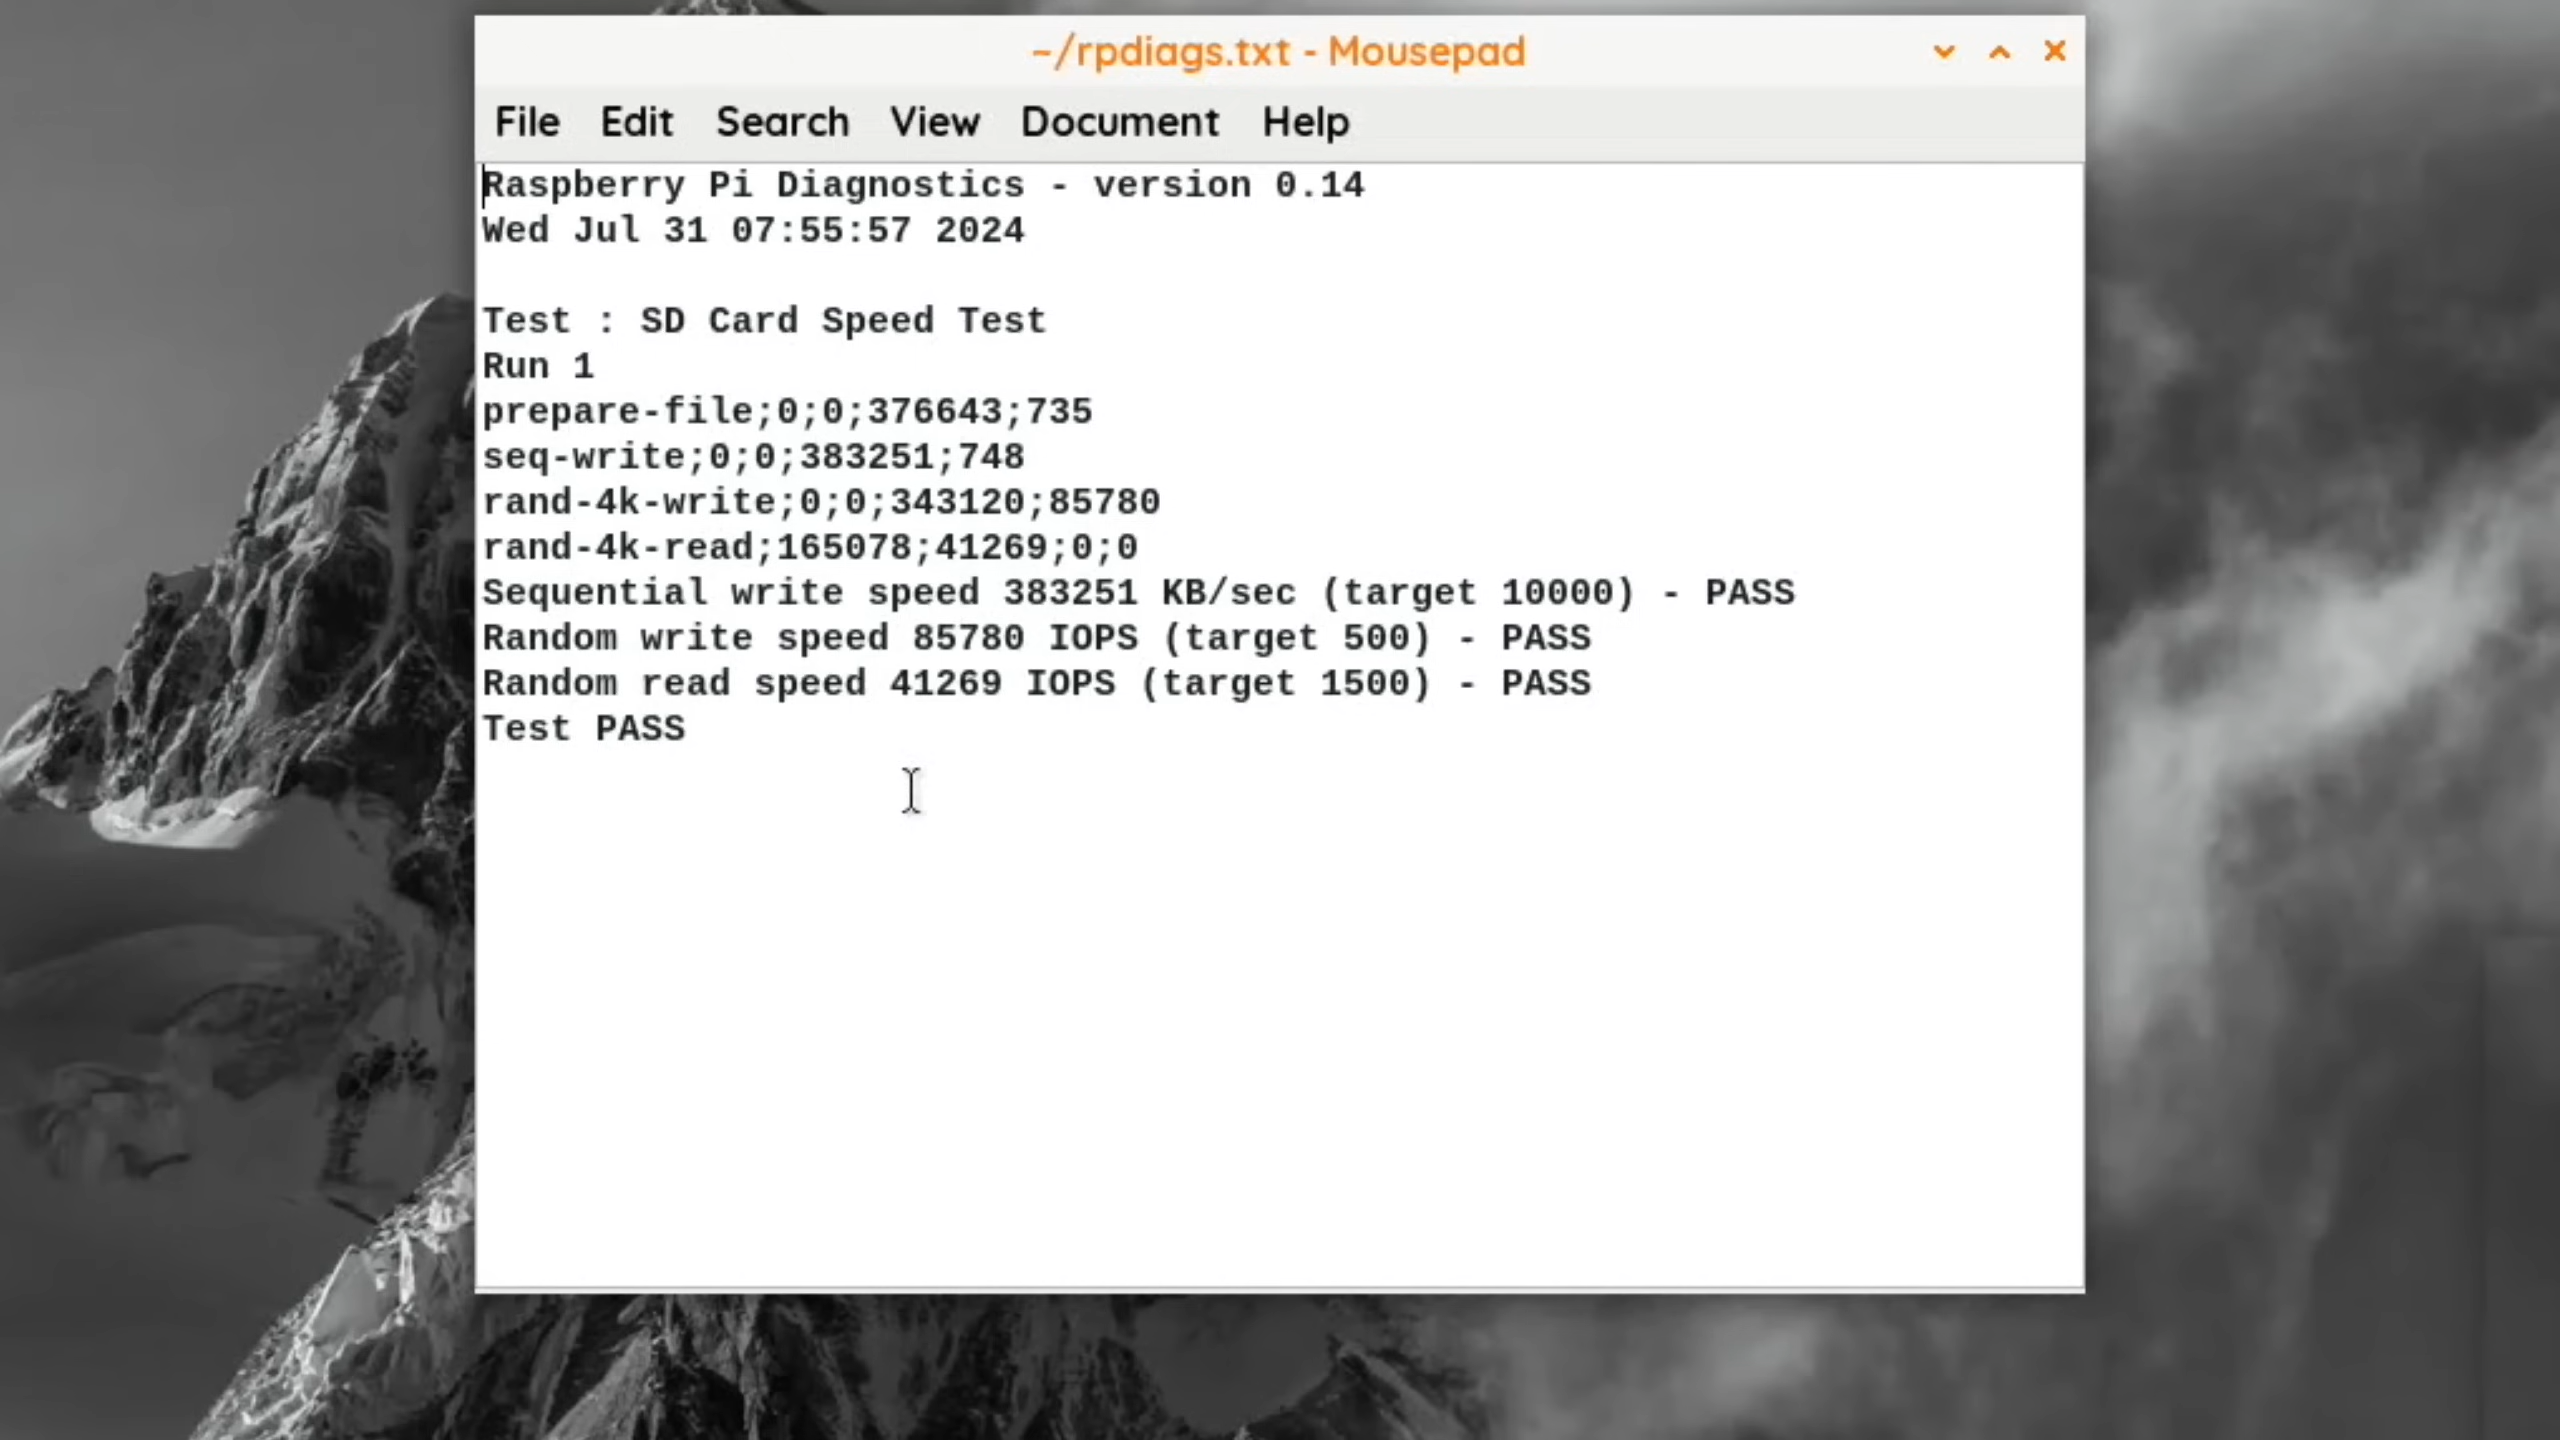 ~/rpdiags.txt - Mousepad
File Edit Search View Document Help
Raspberry Pi Diagnostics - version 0.14
Wed Jul 31 07:55:57 2024
Test : SD Card Speed Test
Run 1
prepare-file;0;0;376643;735
seq-write;0;0;383251;748
rand-4k-write;0;0;343120;85780
rand-4k-read;165078;41269;0;0
Sequential write speed 383251 KB/sec (target 10000) - PASS
Random write speed 85780 IOPS (target 500) - PASS
Random read speed 41269 IOPS (target 1500) - PASS
Test PASS